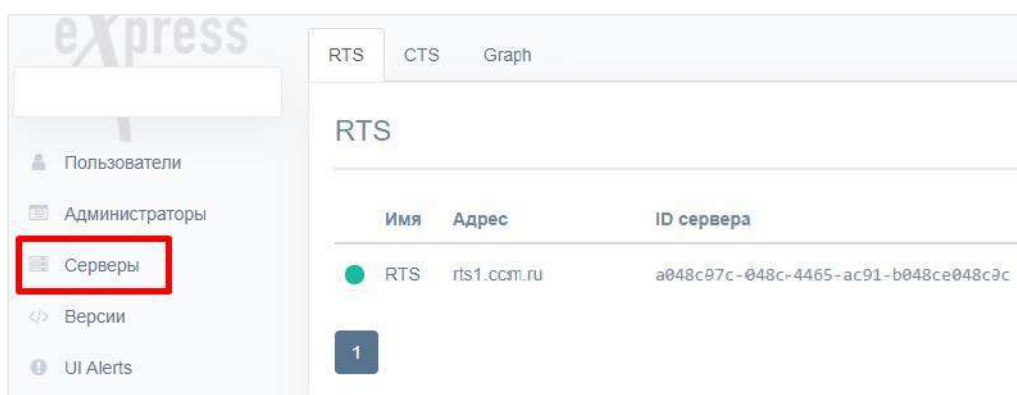 eXpress
RTS CTS Graph
RTS
Пользователи
Администраторы
Имя Адрес ID сервера
Серверы
RTS rts1.ccm.ru a048c97c-048c-4465-ac91-b048ce048c9c
Версии
1
UI Alerts